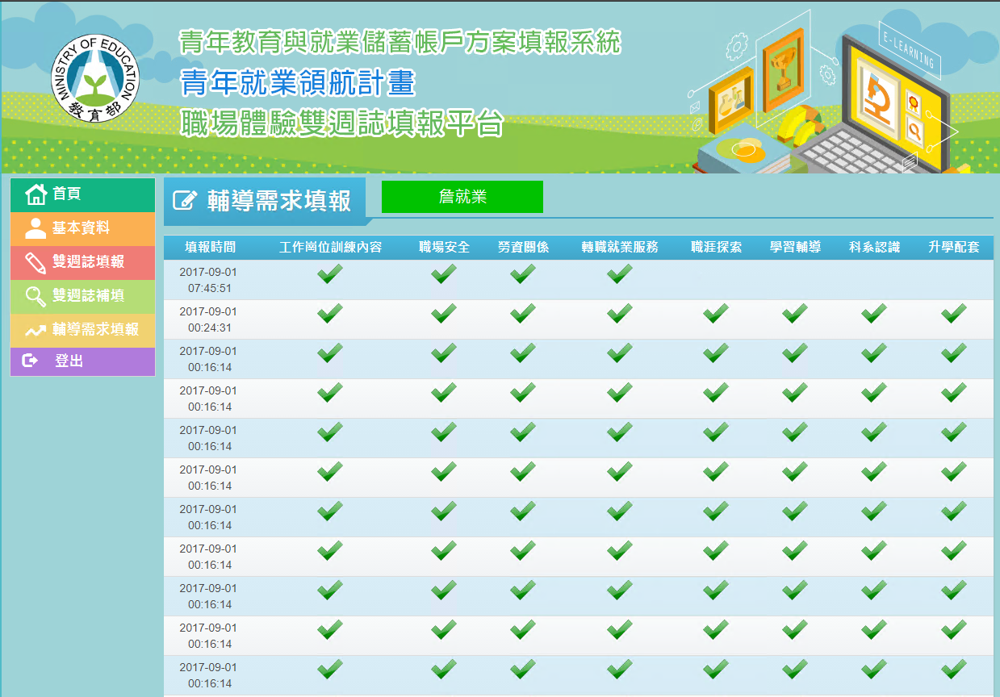 MINISTRY OF EDUCATION
教育部
青年教育與就業儲蓄帳戶方案填報系統
青年就業領航計畫
職場體驗雙週誌填報平台
E-LEARNING
首頁
基本資料
雙週誌填報
雙週誌補填
輔導需求填報
登出
輔導需求填報
詹就業
填報時間 工作崗位訓練內容 職場安全 勞資關係 轉職就業服務 職涯探索 學習輔導 科系認識 升學配套
2017-09-01
07:45:51
2017-09-01
00:24:31
2017-09-01
00:16:14
2017-09-01
00:16:14
2017-09-01
00:16:14
2017-09-01
00:16:14
2017-09-01
00:16:14
2017-09-01
00:16:14
2017-09-01
00:16:14
2017-09-01
00:16:14
2017-09-01
00:16:14